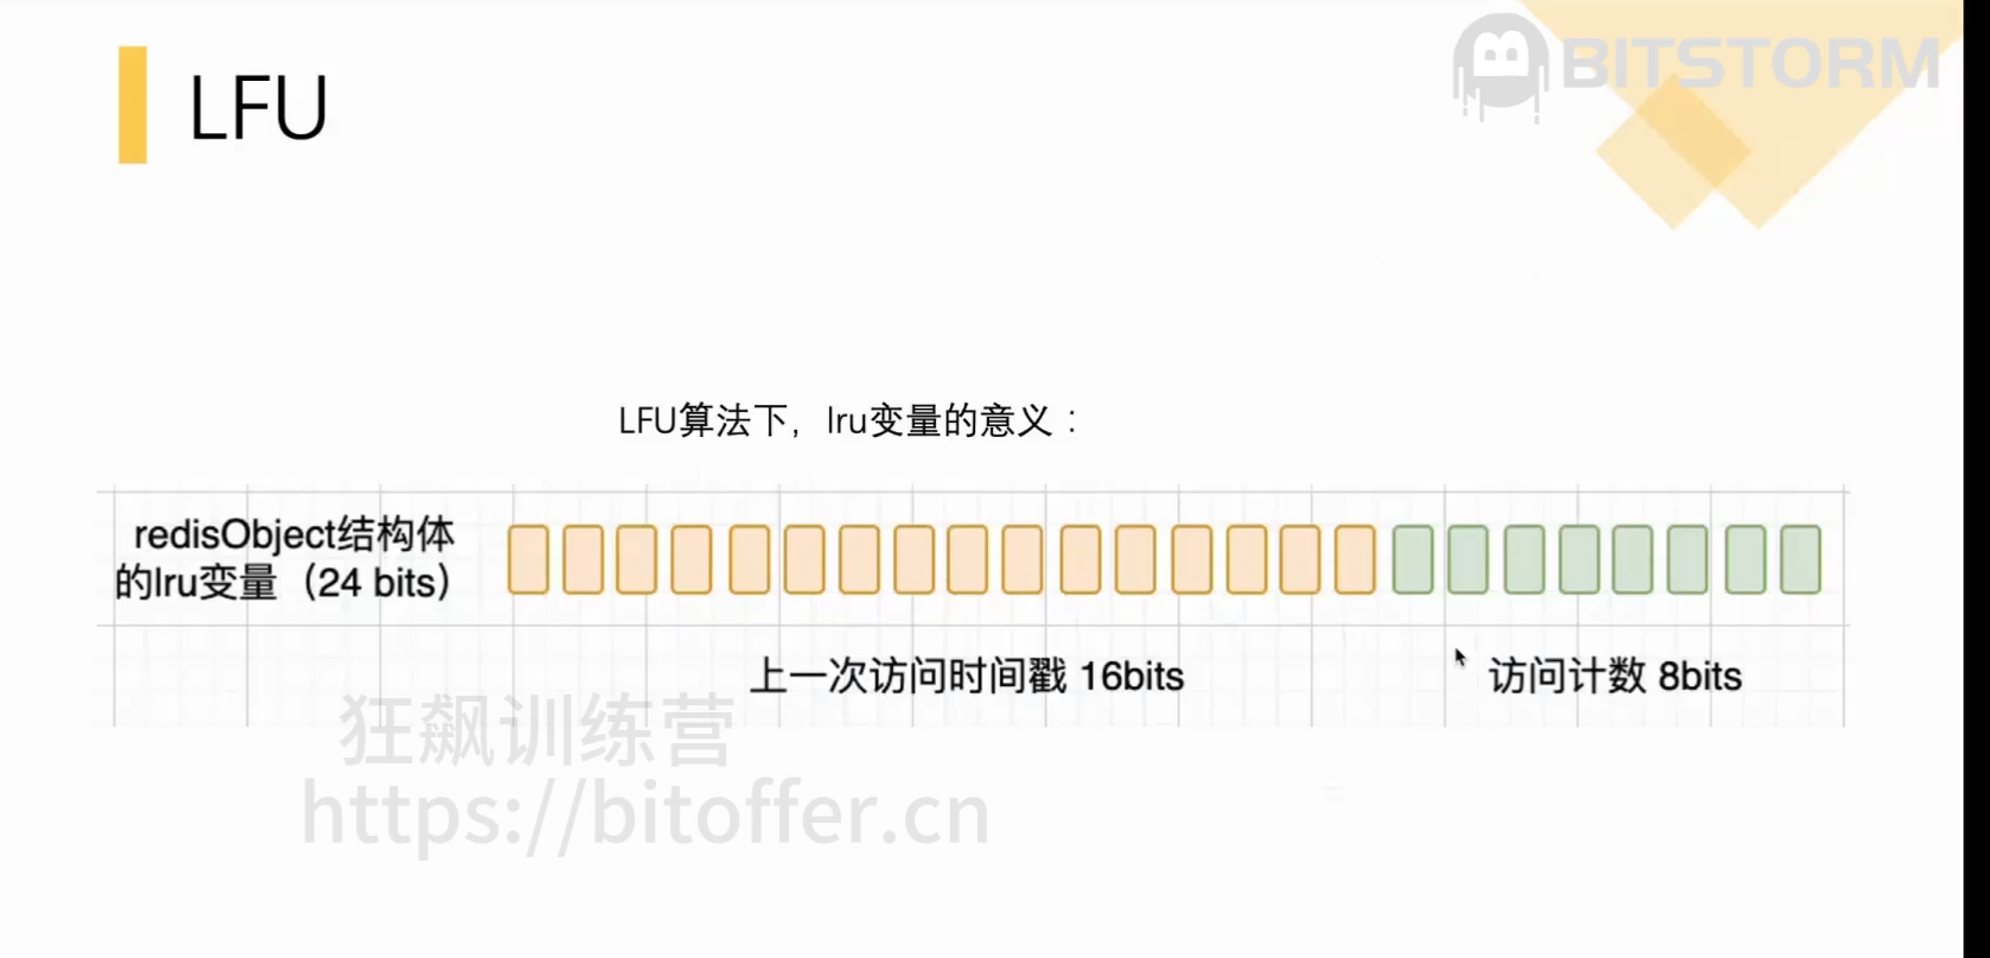 BITSTORM
LFU
LFU算法下，lru变量的意义：
redisObject结构体
的lru变量（24 bits）
上一次访问时间戳 16bits
访问计数 8bits
狂飙训练营
https://bitoffer.cn